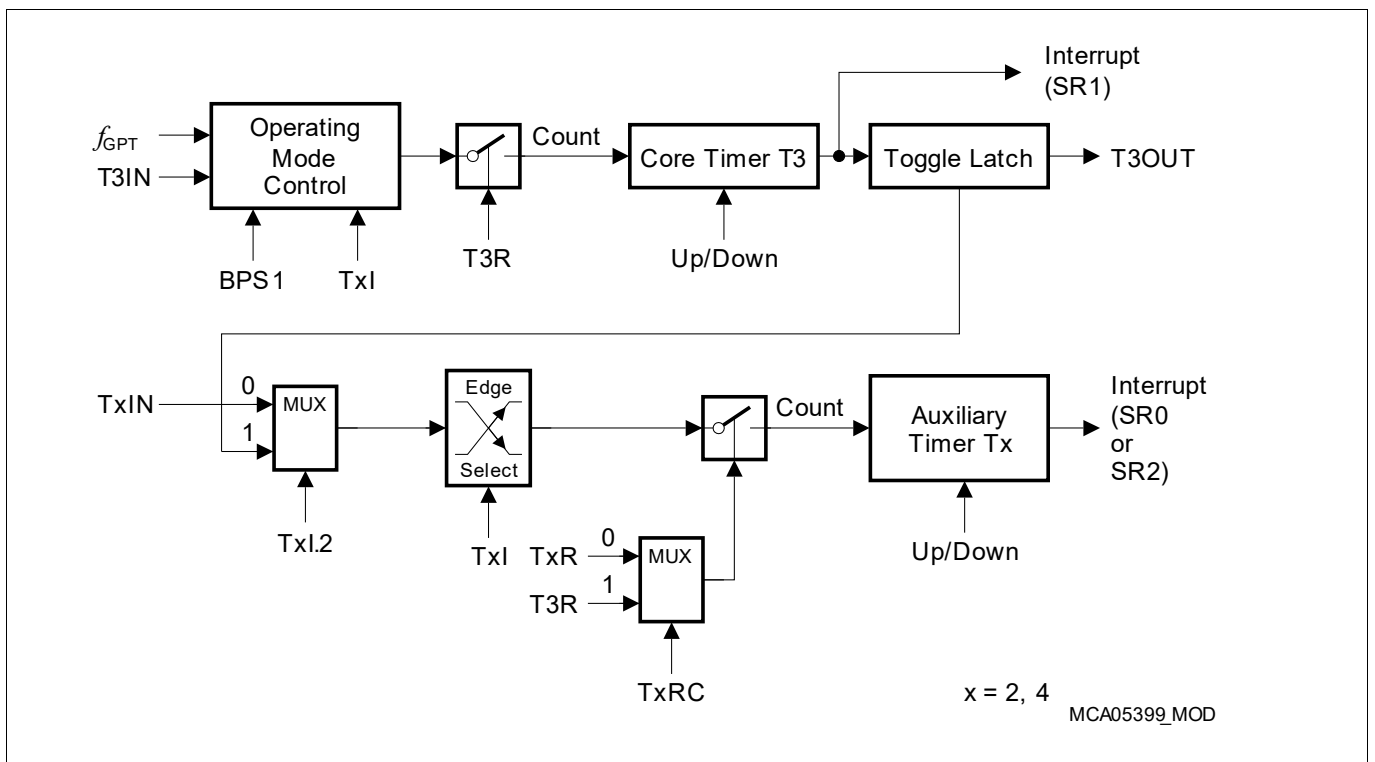 Interrupt
(SR1)
fGPT
T3IN
Operating
Mode
Control
Count
Core Timer T3
Toggle Latch
T3OUT
BPS1
TxI
T3R
Up/Down
TxIN
0
1
MUX
TxI.2
Edge
Select
TxI
Count
Auxiliary
Timer Tx
Interrupt
(SR0
or
SR2)
TxR
0
T3R
1
MUX
TxRC
Up/Down
x = 2, 4
MCA05399_MOD